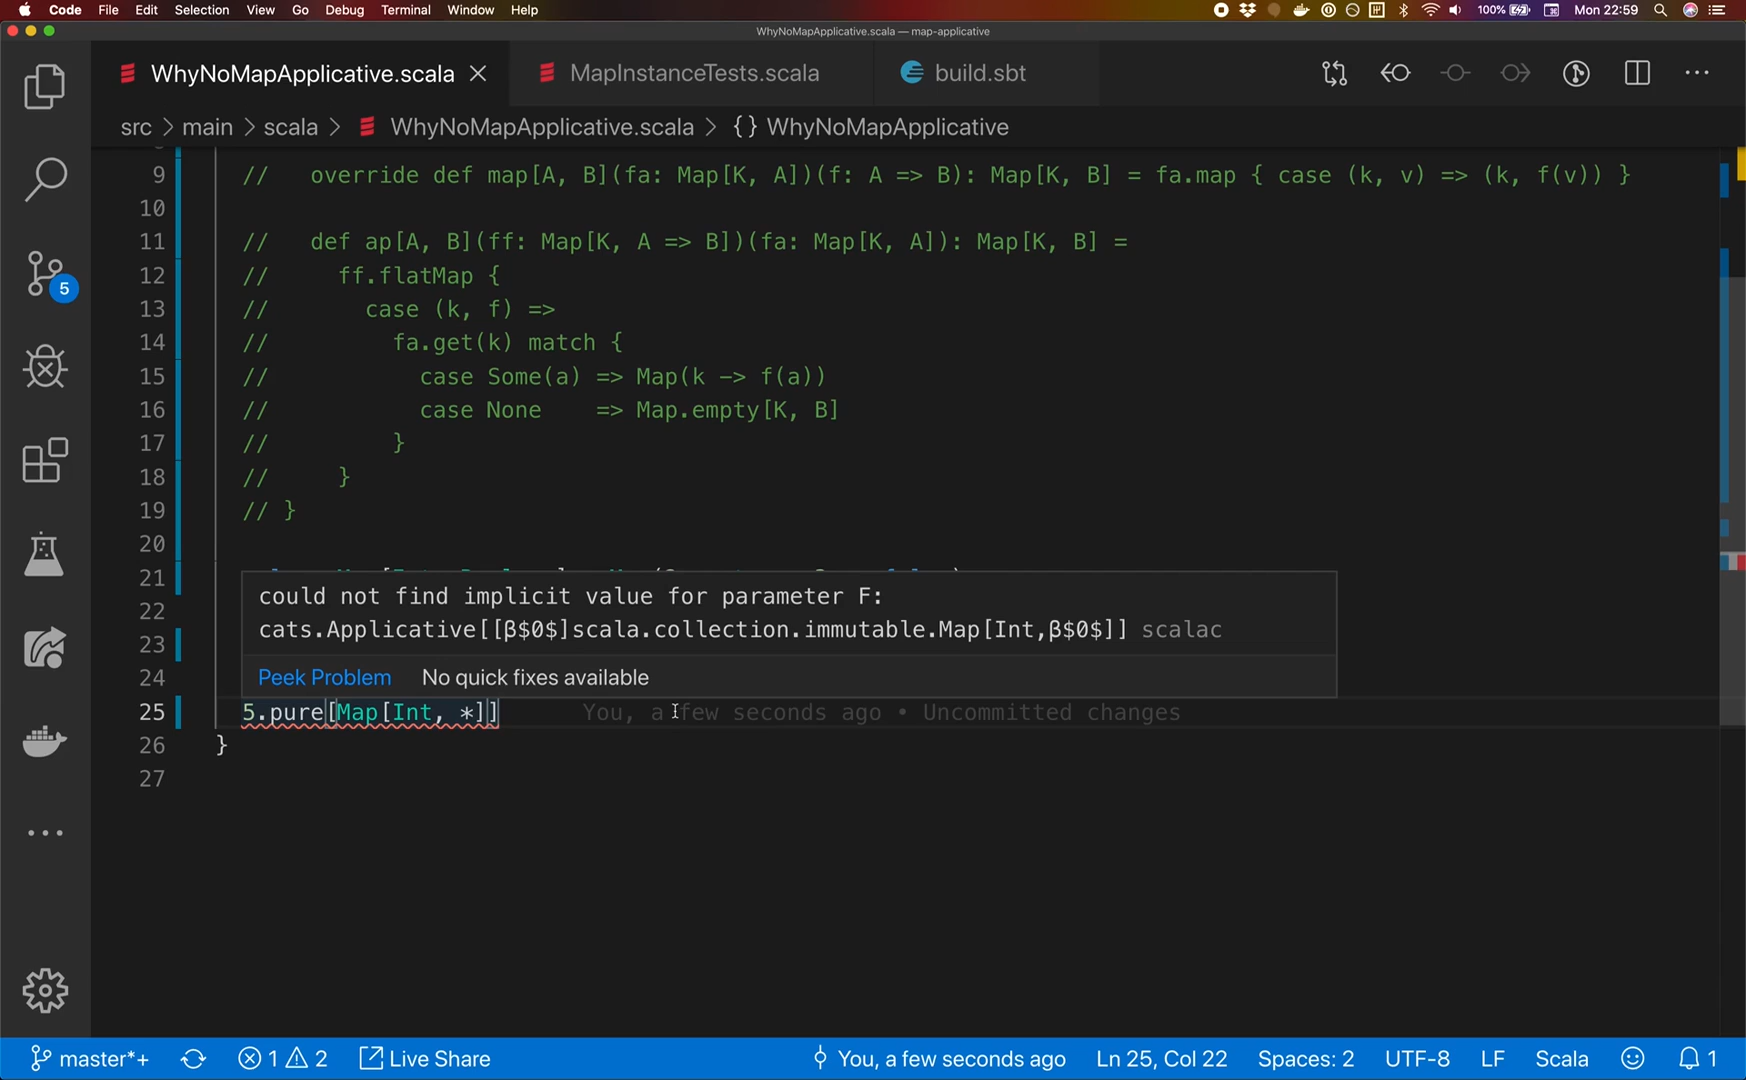 Code File Edit Selection View Go Debug Terminal Window Help 100% Mon 22:59
WhyNoMapApplicative.scala — map-applicative
WhyNoMapApplicative.scala MapInstanceTests.scala build.sbt
src > main > scala > WhyNoMapApplicative.scala > {} WhyNoMapApplicative
9 // override def map[A, B](fa: Map[K, A])(f: A => B): Map[K, B] = fa.map { case (k, v) => (k, f(v)) }
10
11 // def ap[A, B](ff: Map[K, A => B])(fa: Map[K, A]): Map[K, B] =
12 // ff.flatMap {
13 // case (k, f) =>
14 // fa.get(k) match {
15 // case Some(a) => Map(k -> f(a))
16 // case None => Map.empty[K, B]
17 // }
18 // }
19 // }
20
21
could not find implicit value for parameter F:
22
cats.Applicative[[β$0$]scala.collection.immutable.Map[Int,β$0$]] scalac
23
24
Peek Problem No quick fixes available
25 5.pure[Map[Int, *]] You, a few seconds ago • Uncommitted changes
26 }
27
5
master*+ 1 2 Live Share You, a few seconds ago Ln 25, Col 22 Spaces: 2 UTF-8 LF Scala 1